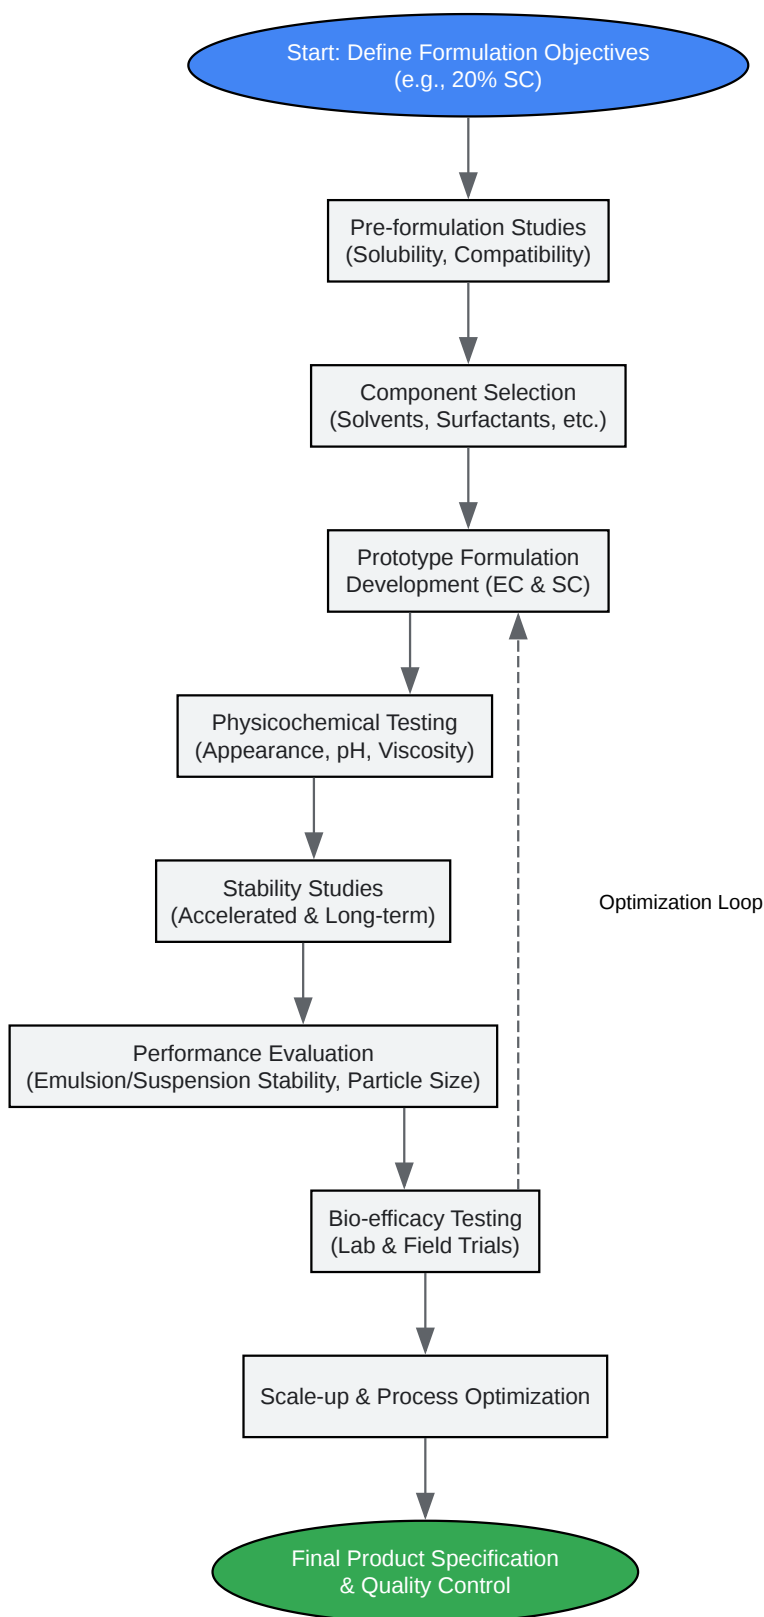 Start: Define Formulation Objectives
(e.g., 20% SC)
Pre-formulation Studies
(Solubility, Compatibility)
Component Selection
(Solvents, Surfactants, etc.)
Prototype Formulation
Development (EC & SC)
Physicochemical Testing
(Appearance, pH, Viscosity)
Stability Studies
(Accelerated & Long-term)
Optimization Loop
Performance Evaluation
(Emulsion/Suspension Stability, Particle Size)
Bio-efficacy Testing
(Lab & Field Trials)
Scale-up & Process Optimization
Final Product Specification
& Quality Control